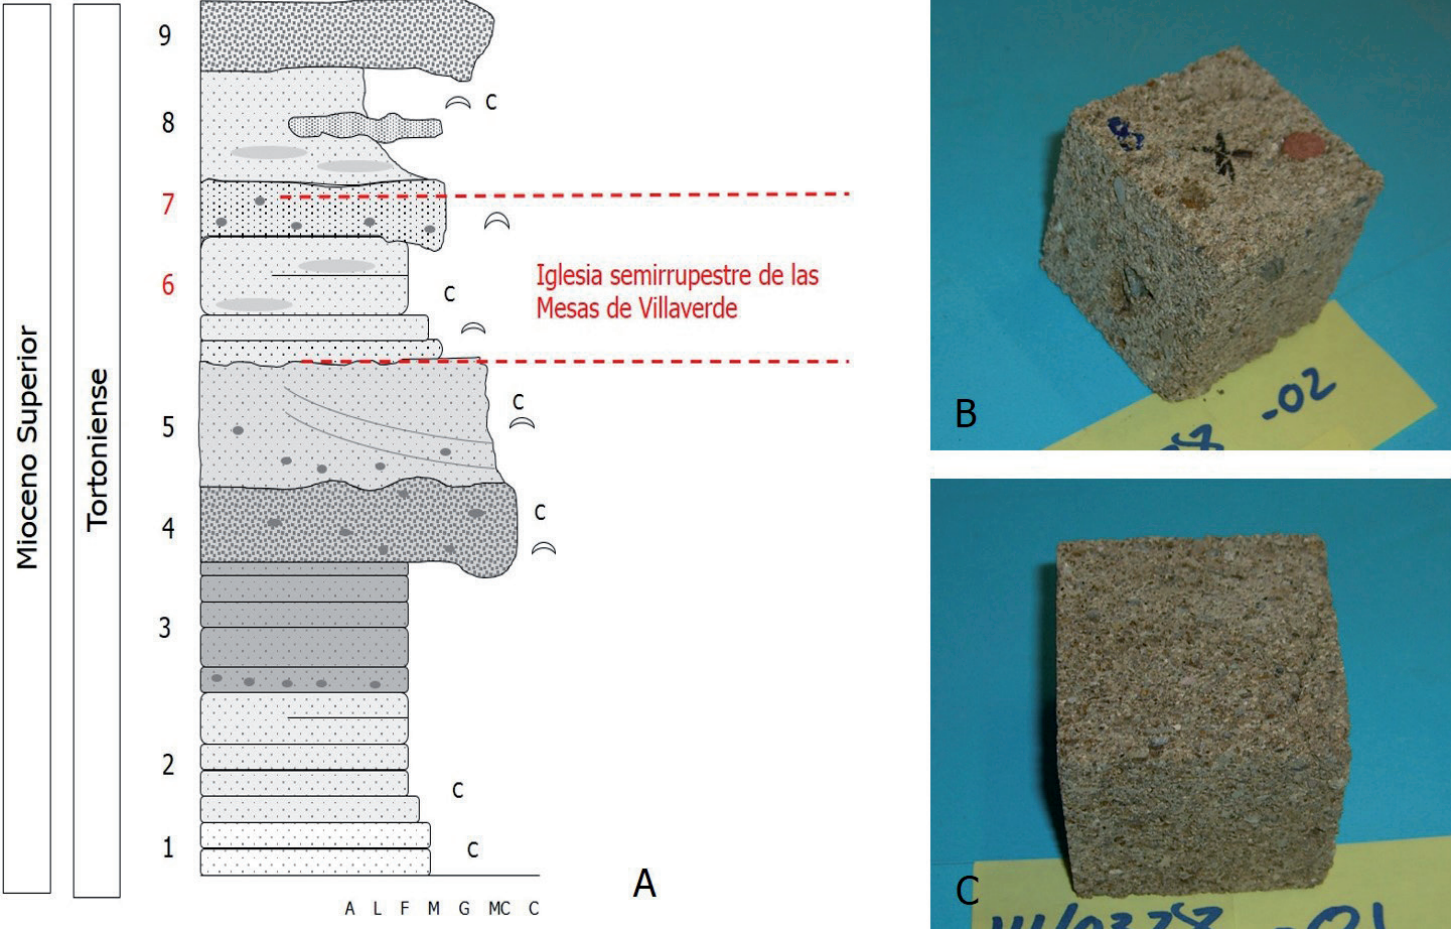 Mioceno Superior
Tortoniense
9
8
7
6
5
4
3
2
1
C
C
C
C
C
C
Iglesia semirrupestre de las
Mesas de Villaverde
A L F M G MC C
A
B
-02
C
-01